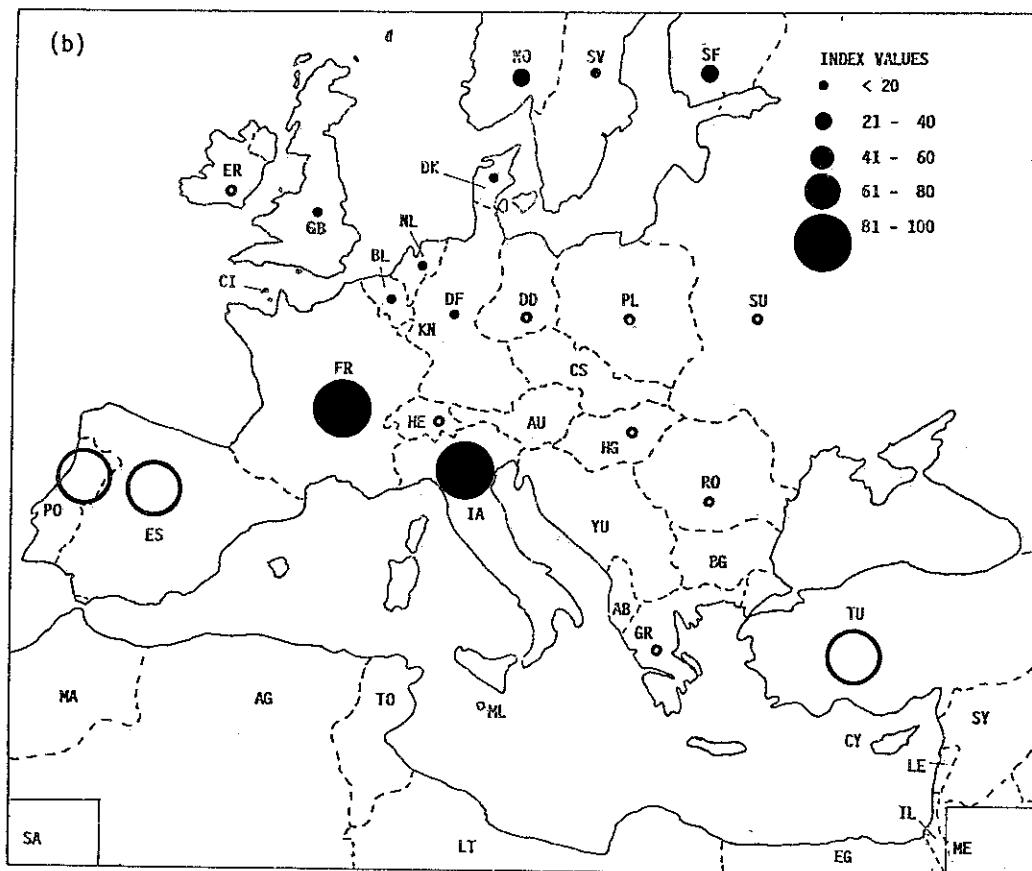 (b)
NO
SV
SF
INDEX VALUES
< 20
21 - 40
41 - 60
61 - 80
81 - 100
ER
DK
GB
NL
BL
CI
DF
DD
PL
SU
KN
FR
CS
HE
AU
HG
RO
PO
ES
IA
YU
BG
AB
GR
TU
MA
AG
TO
ML
CY
SY
LE
IL
SA
LT
EG
ME